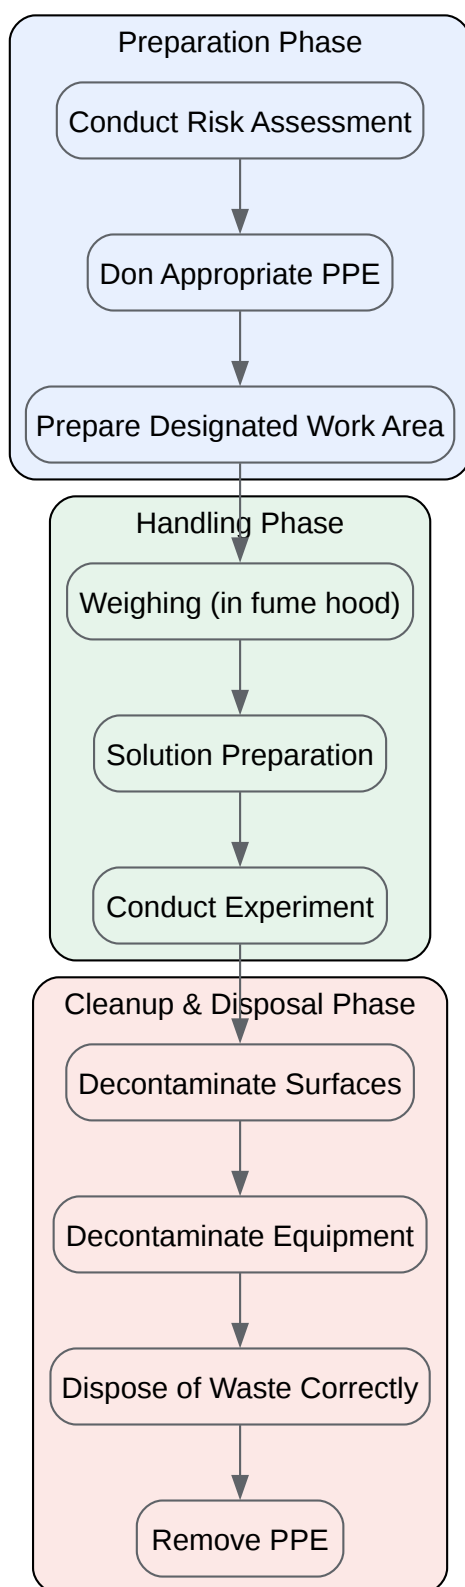 Preparation Phase
Conduct Risk Assessment
Don Appropriate PPE
Prepare Designated Work Area
Handling Phase
Weighing (in fume hood)
Solution Preparation
Conduct Experiment
Cleanup & Disposal Phase
Decontaminate Surfaces
Decontaminate Equipment
Dispose of Waste Correctly
Remove PPE